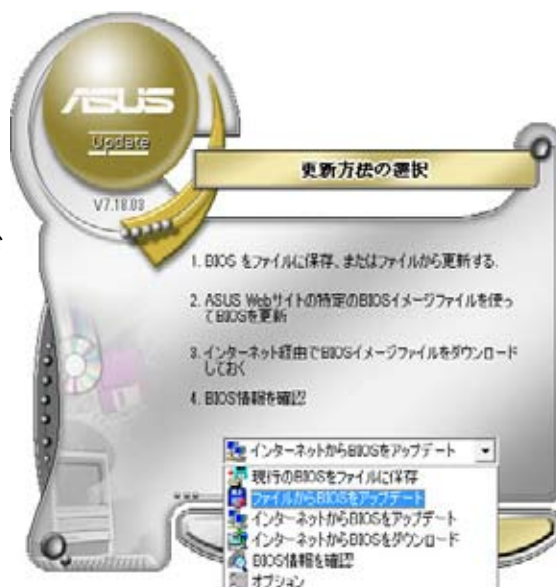 ASUS
Update
V7.18.03
更新方法の選択
1. BIOS をファイルに保存、またはファイルから更新する.
2. ASUS Webサイトの特定のBIOSイメージファイルを使っ
てBIOSを更新
3. インターネット経由でBIOSイメージファイルをダウンロード
しておく
4. BIOS情報を確認
インターネットからBIOSをアップデート
現行のBIOSをファイルに保存
ファイルからBIOSをアップデート
インターネットからBIOSをアップデート
インターネットからBIOSをダウンロード
BIOS情報を確認
オプション